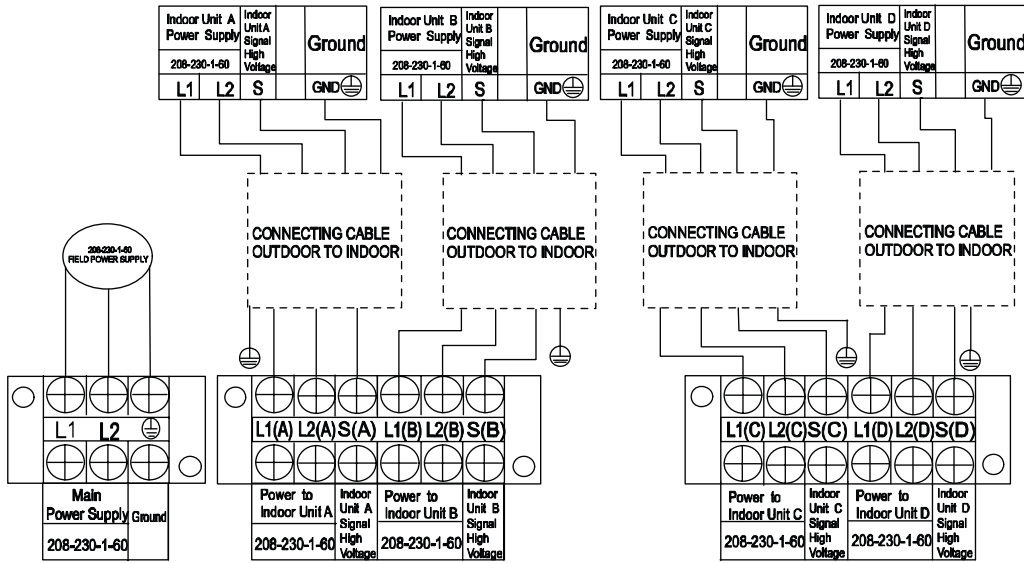 Indoor Unit A
Power Supply
208-230-1-60
Indoor
Unit A
Signal
High
Voltage
Ground
L1 L2 S GND
Indoor Unit B
Power Supply
208-230-1-60
Indoor
Unit B
Signal
High
Voltage
Ground
L1 L2 S GND
Indoor Unit C
Power Supply
208-230-1-60
Indoor
Unit C
Signal
High
Voltage
Ground
L1 L2 S GND
Indoor Unit D
Power Supply
208-230-1-60
Indoor
Unit D
Signal
High
Voltage
Ground
L1 L2 S GND
CONNECTING CABLE
OUTDOOR TO INDOOR
CONNECTING CABLE
OUTDOOR TO INDOOR
CONNECTING CABLE
OUTDOOR TO INDOOR
CONNECTING CABLE
OUTDOOR TO INDOOR
208-230-1-60
FIELD POWER SUPPLY
L1 L2
Main
Power Supply
208-230-1-60
Ground
L1(A) L2(A) S(A) L1(B) L2(B) S(B)
Power to
Indoor Unit A
208-230-1-60
Indoor
Unit A
Signal
High
Voltage
Power to
Indoor Unit B
208-230-1-60
Indoor
Unit B
Signal
High
Voltage
L1(C) L2(C) S(C) L1(D) L2(D) S(D)
Power to
Indoor Unit C
208-230-1-60
Indoor
Unit C
Signal
High
Voltage
Power to
Indoor Unit D
208-230-1-60
Indoor
Unit D
Signal
High
Voltage